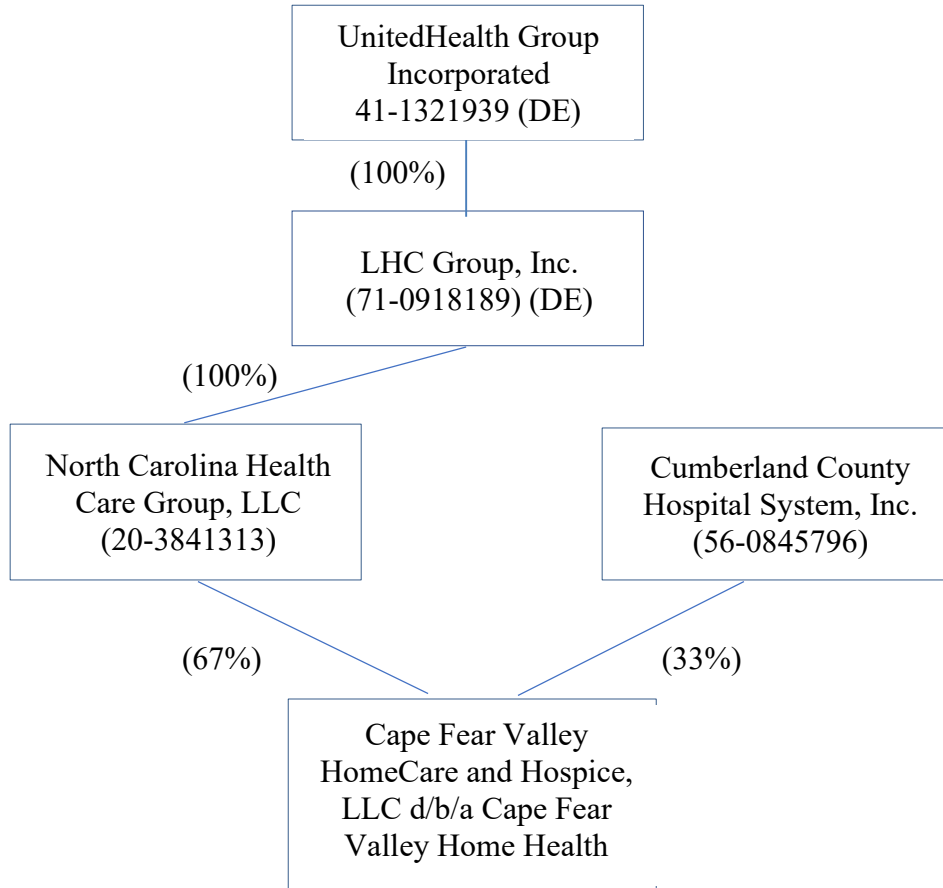 UnitedHealth Group
Incorporated
41-1321939 (DE)
(100%)
LHC Group, Inc.
(71-0918189) (DE)
(100%)
North Carolina Health
Care Group, LLC
(20-3841313)
Cumberland County
Hospital System, Inc.
(56-0845796)
(67%)
(33%)
Cape Fear Valley
HomeCare and Hospice,
LLC d/b/a Cape Fear
Valley Home Health